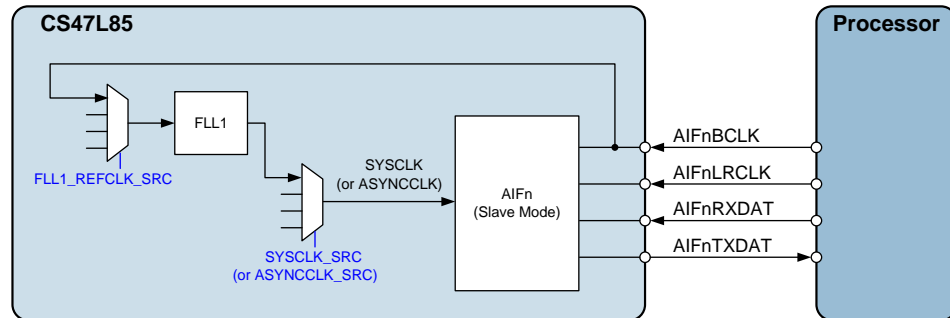 CS47L85
Processor
FLL1
FLL1_REFCLK_SRC
SYSCLK
(or ASYNCCLK)
SYSCLK_SRC
(or ASYNCCLK_SRC)
AIFn
(Slave Mode)
AIFnBCLK
AIFnLRCLK
AIFnRXDAT
AIFnTXDAT